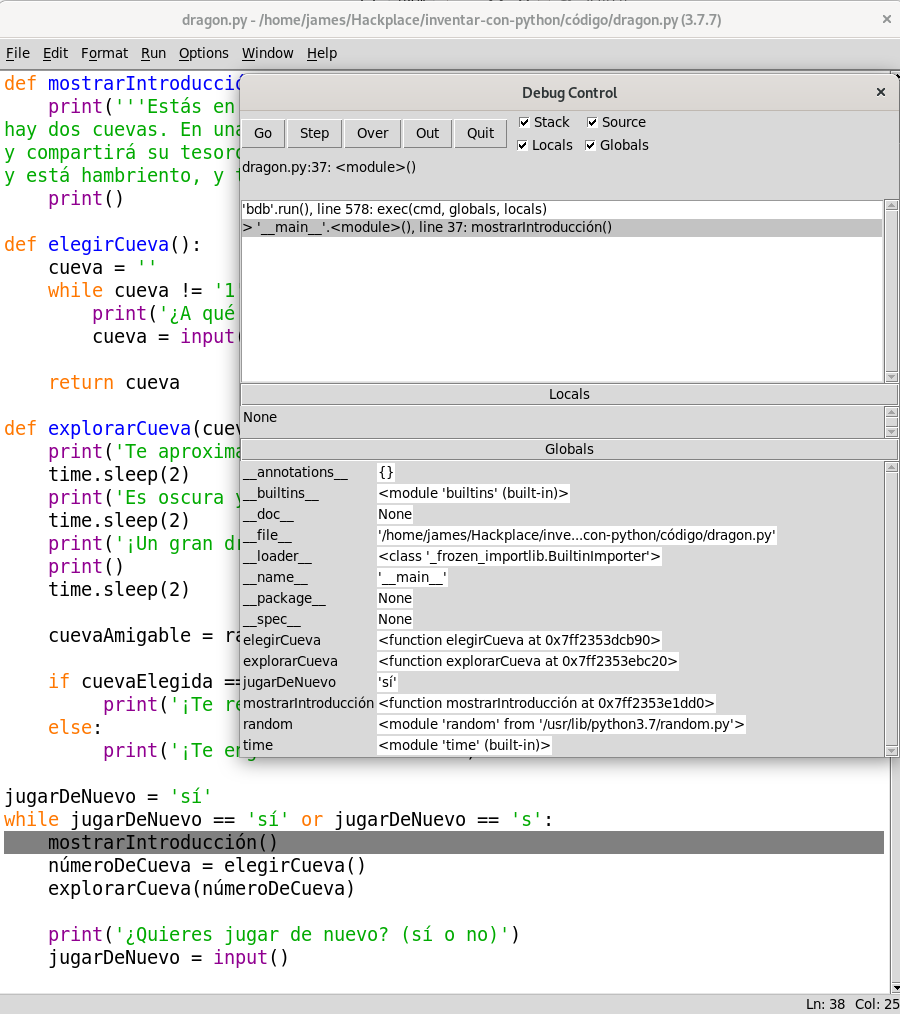 dragon.py - /home/james/Hackplace/inventar-con-python/código/dragon.py (3.7.7)
File Edit Format Run Options Window Help
def mostrarIntroducció
    print('''Estás en
hay dos cuevas. En una
y compartirá su tesoro
y está hambriento, y
    print()
def elegirCueva():
    cueva = ''
    while cueva != '1'
        print('¿A qué
        cueva = input(
    return cueva
def explorarCueva(cuev
    print('Te aproxima
    time.sleep(2)
    print('Es oscura y
    time.sleep(2)
    print('¡Un gran dr
    print()
    time.sleep(2)
    cuevaAmigable = ra
    if cuevaElegida ==
         print('¡Te re
    else:
         print('¡Te en
jugarDeNuevo = 'sí'
while jugarDeNuevo == 'sí' or jugarDeNuevo == 's':
    mostrarIntroducción()
    númeroDeCueva = elegirCueva()
    explorarCueva(númeroDeCueva)
    print('¿Quieres jugar de nuevo? (sí o no)')
    jugarDeNuevo = input()
Debug Control
Go Step Over Out Quit
Stack Source
Locals Globals
dragon.py:37: <module>()
'bdb'.run(), line 578: exec(cmd, globals, locals)
> '__main__'.<module>(), line 37: mostrarIntroducción()
Locals
None
Globals
__annotations__ {}
__builtins__ <module 'builtins' (built-in)>
__doc__ None
__file__ '/home/james/Hackplace/inve...con-python/código/dragon.py'
__loader__ <class '_frozen_importlib.BuiltinImporter'>
__name__ '__main__'
__package__ None
__spec__ None
elegirCueva <function elegirCueva at 0x7ff2353dcb90>
explorarCueva <function explorarCueva at 0x7ff2353ebc20>
jugarDeNuevo 'sí'
mostrarIntroducción <function mostrarIntroducción at 0x7ff2353e1dd0>
random <module 'random' from '/usr/lib/python3.7/random.py'>
time <module 'time' (built-in)>
Ln: 38 Col: 25